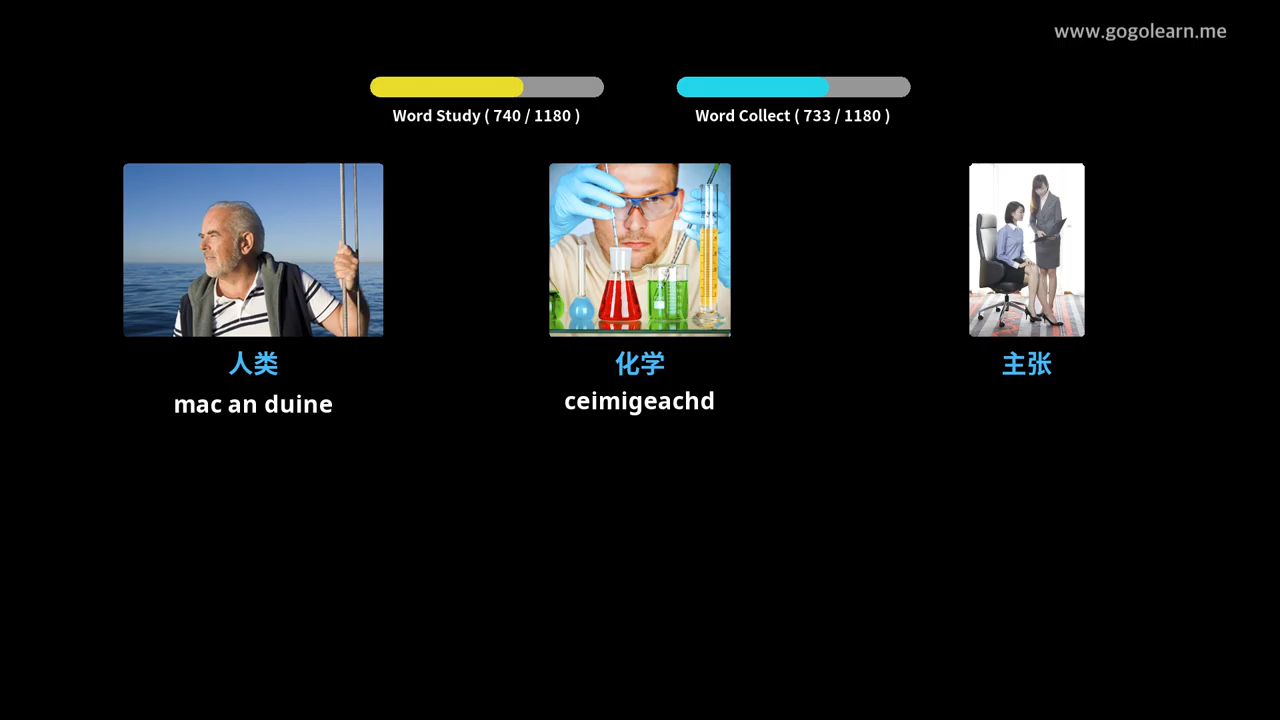 www.gogolearn.me
Word Study ( 740 / 1180 )
Word Collect ( 733 / 1180 )
人类
化学
主张
mac an duine
ceimigeachd